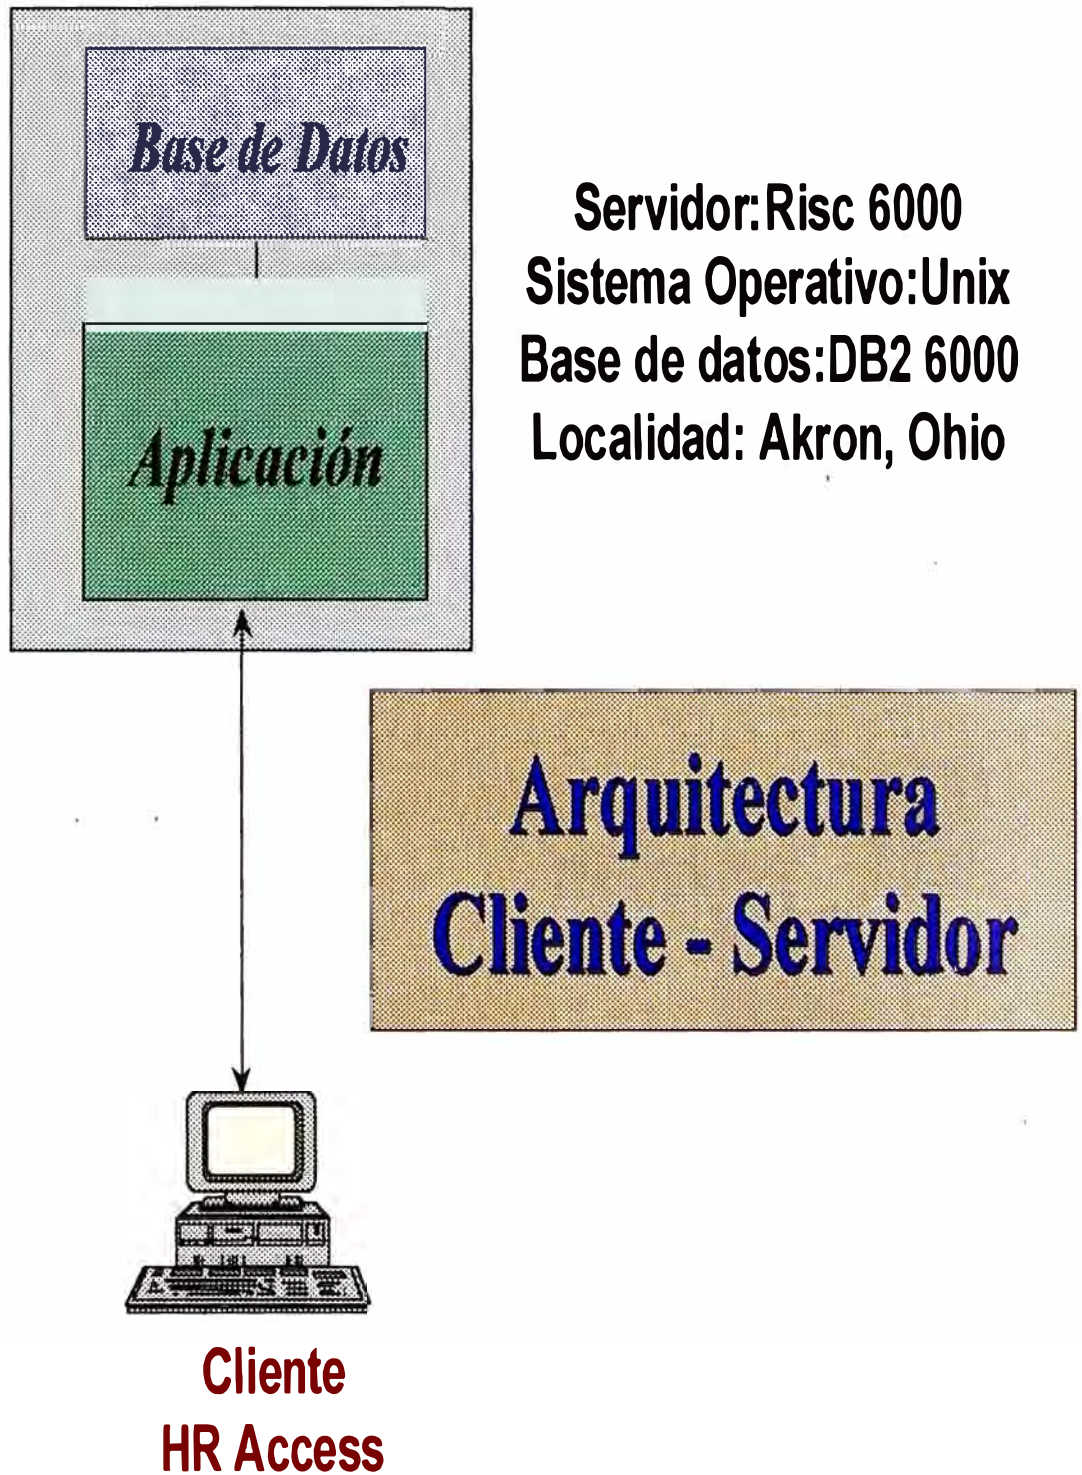 Base de Datos
Aplicación
Servidor:Risc 6000
Sistema Operativo:Unix
Base de datos:DB2 6000
Localidad: Akron, Ohio
Arquitectura
Cliente - Servidor
Cliente
HR Access